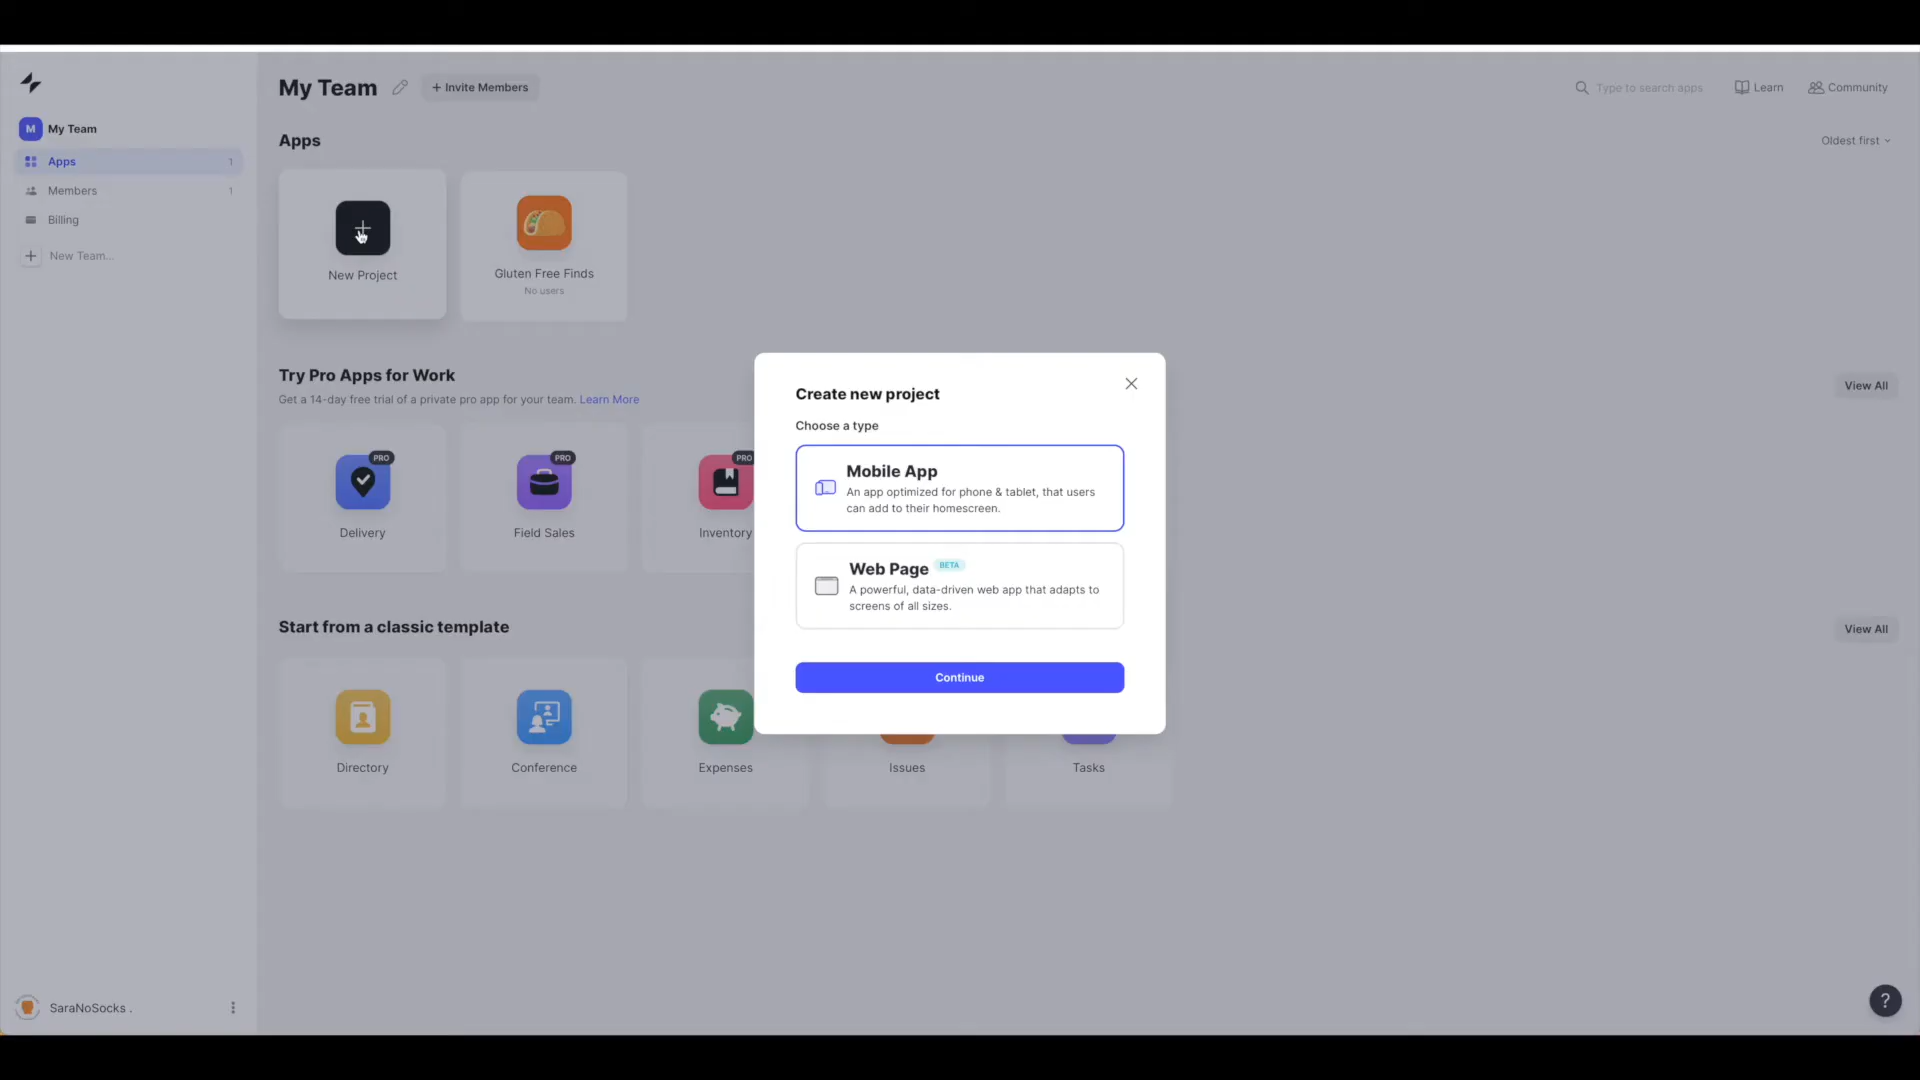 My Team
+ Invite Members
Type to search apps
Learn
Community
M My Team
Apps 1
Members 1
Billing
+ New Team...
Apps
Oldest first
New Project
Gluten Free Finds
No users
Try Pro Apps for Work
Get a 14-day free trial of a private pro app for your team. Learn More
View All
PRO
PRO
PRO
Delivery
Field Sales
Inventory
Create new project
Choose a type
Mobile App
An app optimized for phone & tablet, that users
can add to their homescreen.
Web Page BETA
A powerful, data-driven web app that adapts to
screens of all sizes.
Continue
Start from a classic template
View All
Directory
Conference
Expenses
Issues
Tasks
SaraNoSocks .
?